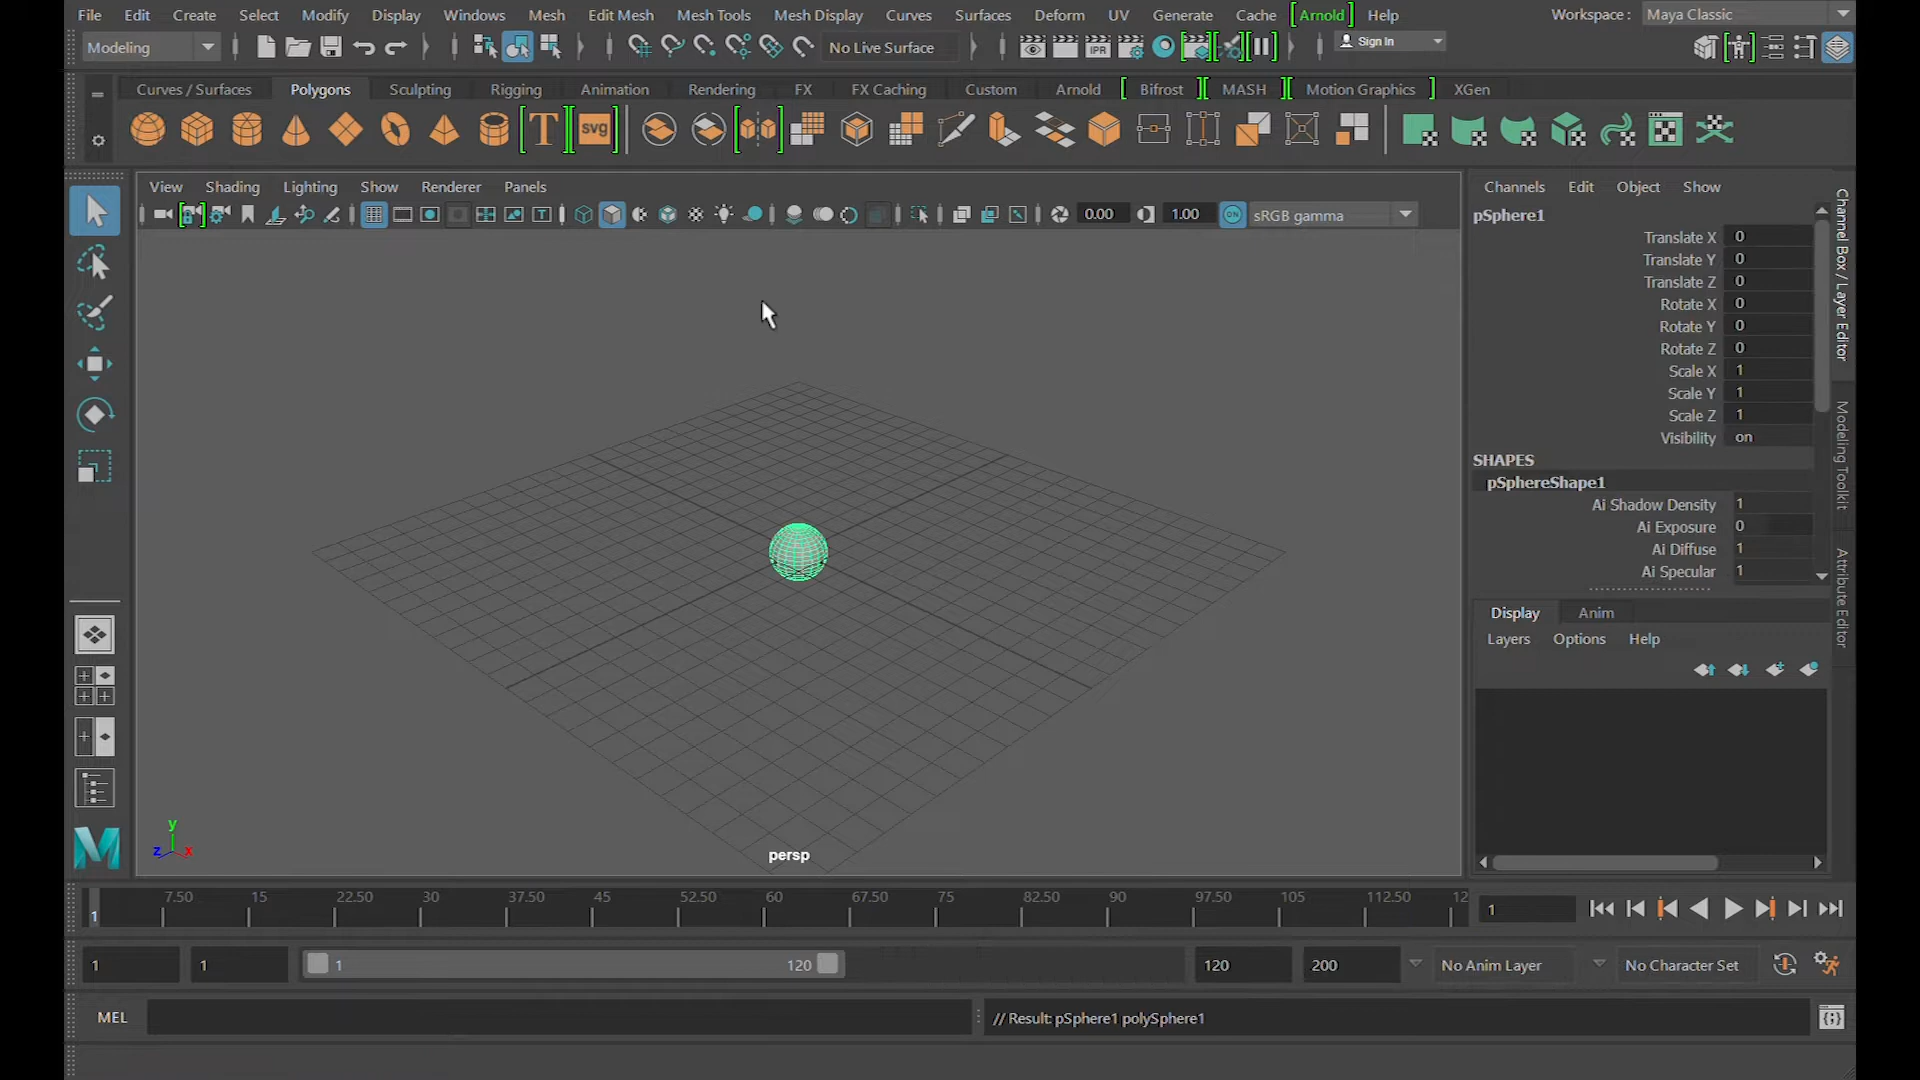 File Edit Create Select Modify Display Windows Mesh Edit Mesh Mesh Tools Mesh Display Curves Surfaces Deform UV Generate Cache Arnold Help Workspace : Maya Classic
Modeling No Live Surface IPR Sign In
Curves / Surfaces Polygons Sculpting Rigging Animation Rendering FX FX Caching Custom Arnold Bifrost MASH Motion Graphics XGen
T svg
View Shading Lighting Show Renderer Panels
0.00 1.00 ON sRGB gamma
Channels Edit Object Show
pSphere1
Translate X 0
Translate Y 0
Translate Z 0
Rotate X 0
Rotate Y 0
Rotate Z 0
Scale X 1
Scale Y 1
Scale Z 1
Visibility on
SHAPES
pSphereShape1
Ai Shadow Density 1
Ai Exposure 0
Ai Diffuse 1
Ai Specular 1
Channel Box / Layer Editor
Modeling Toolkit
Attribute Editor
Display Anim
Layers Options Help
y
z x
persp
M
1 7.50 15 22.50 30 37.50 45 52.50 60 67.50 75 82.50 90 97.50 105 112.50 12
1
1 1 1 120 120 200 No Anim Layer No Character Set
MEL // Result: pSphere1 polySphere1